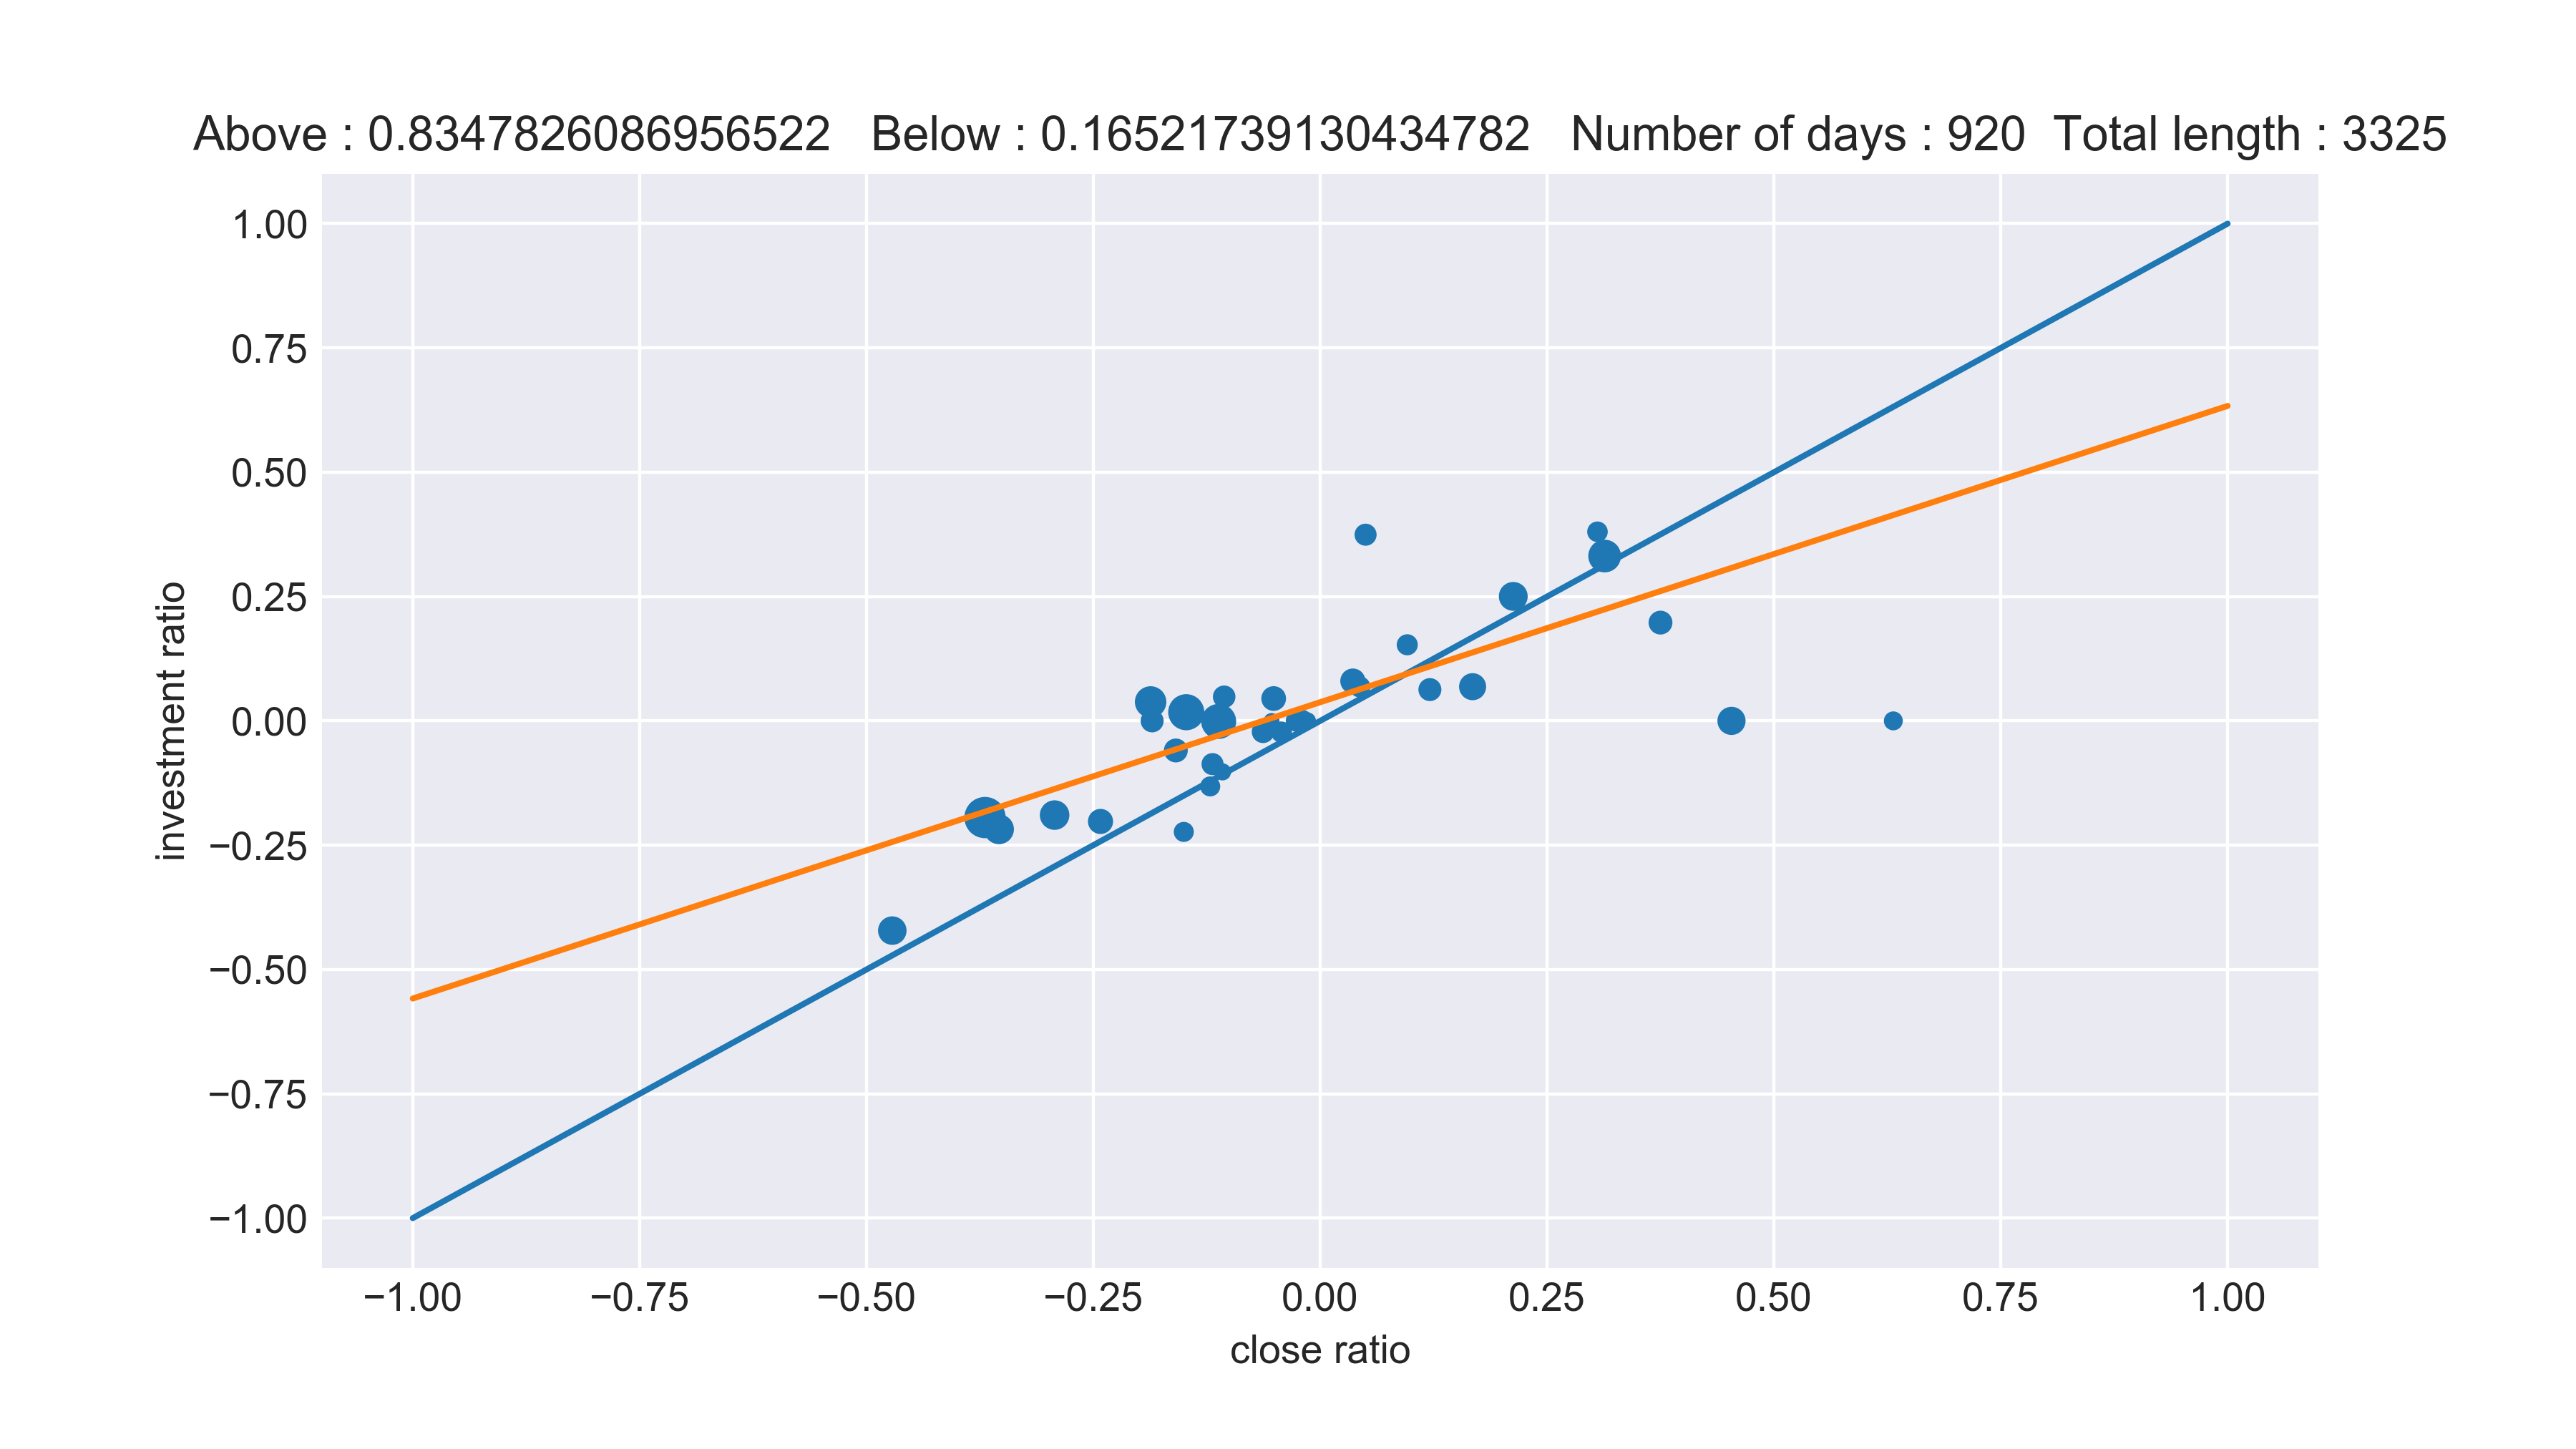 Above : 0.8347826086956522   Below : 0.16521739130434782   Number of days : 920  Total length : 3325
1.00
0.75
0.50
0.25
0.00
−0.25
−0.50
−0.75
−1.00
investment ratio
−1.00 −0.75 −0.50 −0.25 0.00 0.25 0.50 0.75 1.00
close ratio